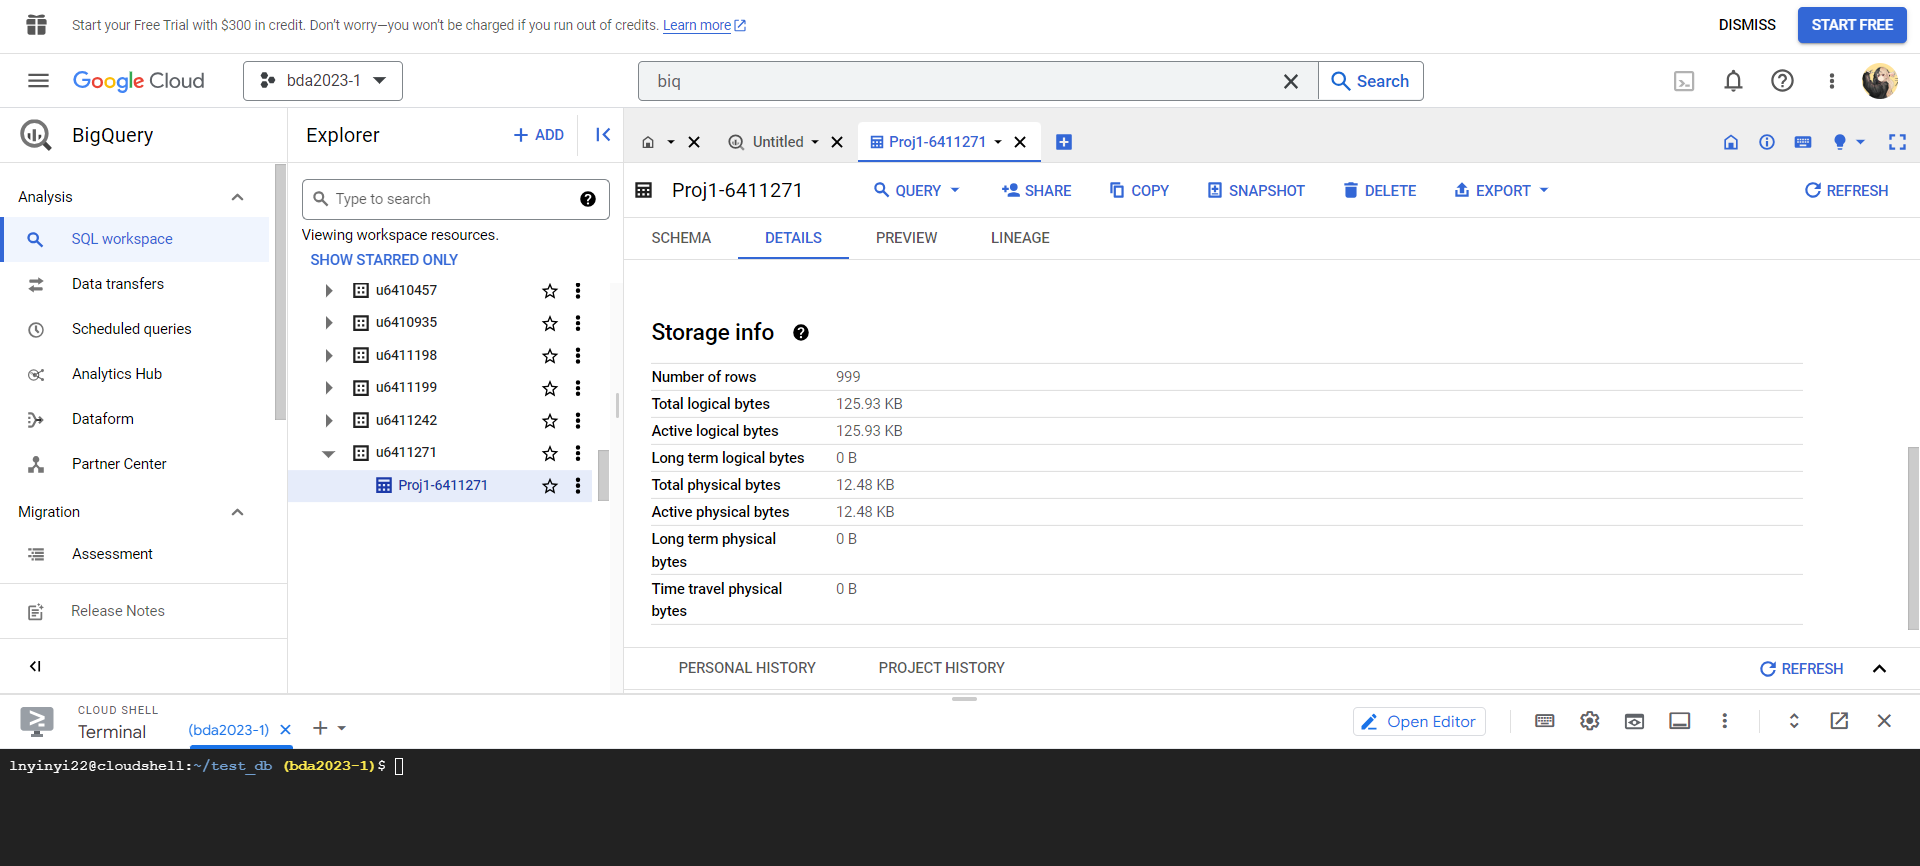 Start your Free Trial with $300 in credit. Don't worry—you won't be charged if you run out of credits. Learn more
DISMISS
START FREE
Google Cloud
bda2023-1
biq
Search
BigQuery
Explorer
ADD
Untitled
Proj1-6411271
Analysis
SQL workspace
Data transfers
Scheduled queries
Analytics Hub
Dataform
Partner Center
Migration
Assessment
Release Notes
Type to search
Viewing workspace resources.
SHOW STARRED ONLY
u6410457
u6410935
u6411198
u6411199
u6411242
u6411271
Proj1-6411271
Proj1-6411271
QUERY
SHARE
COPY
SNAPSHOT
DELETE
EXPORT
REFRESH
SCHEMA
DETAILS
PREVIEW
LINEAGE
Storage info
Number of rows 999
Total logical bytes 125.93 KB
Active logical bytes 125.93 KB
Long term logical bytes 0 B
Total physical bytes 12.48 KB
Active physical bytes 12.48 KB
Long term physical bytes 0 B
Time travel physical bytes 0 B
PERSONAL HISTORY
PROJECT HISTORY
REFRESH
CLOUD SHELL
Terminal
(bda2023-1)
Open Editor
lnyinyi22@cloudshell:~/test_db (bda2023-1)$